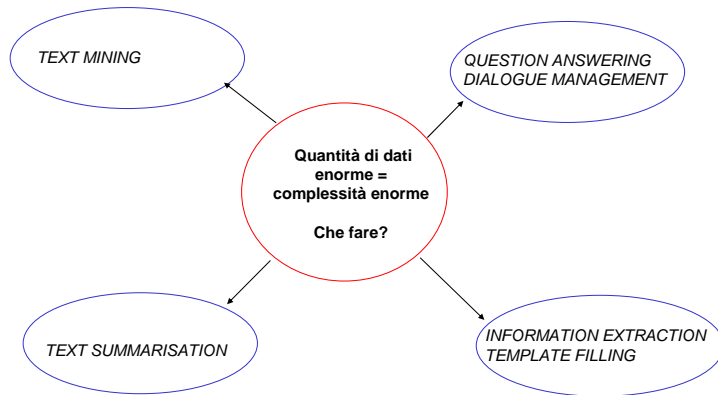 TEXT MINING
QUESTION ANSWERING
DIALOGUE MANAGEMENT
Quantità di dati
enorme =
complessità enorme
Che fare?
TEXT SUMMARISATION
INFORMATION EXTRACTION
TEMPLATE FILLING